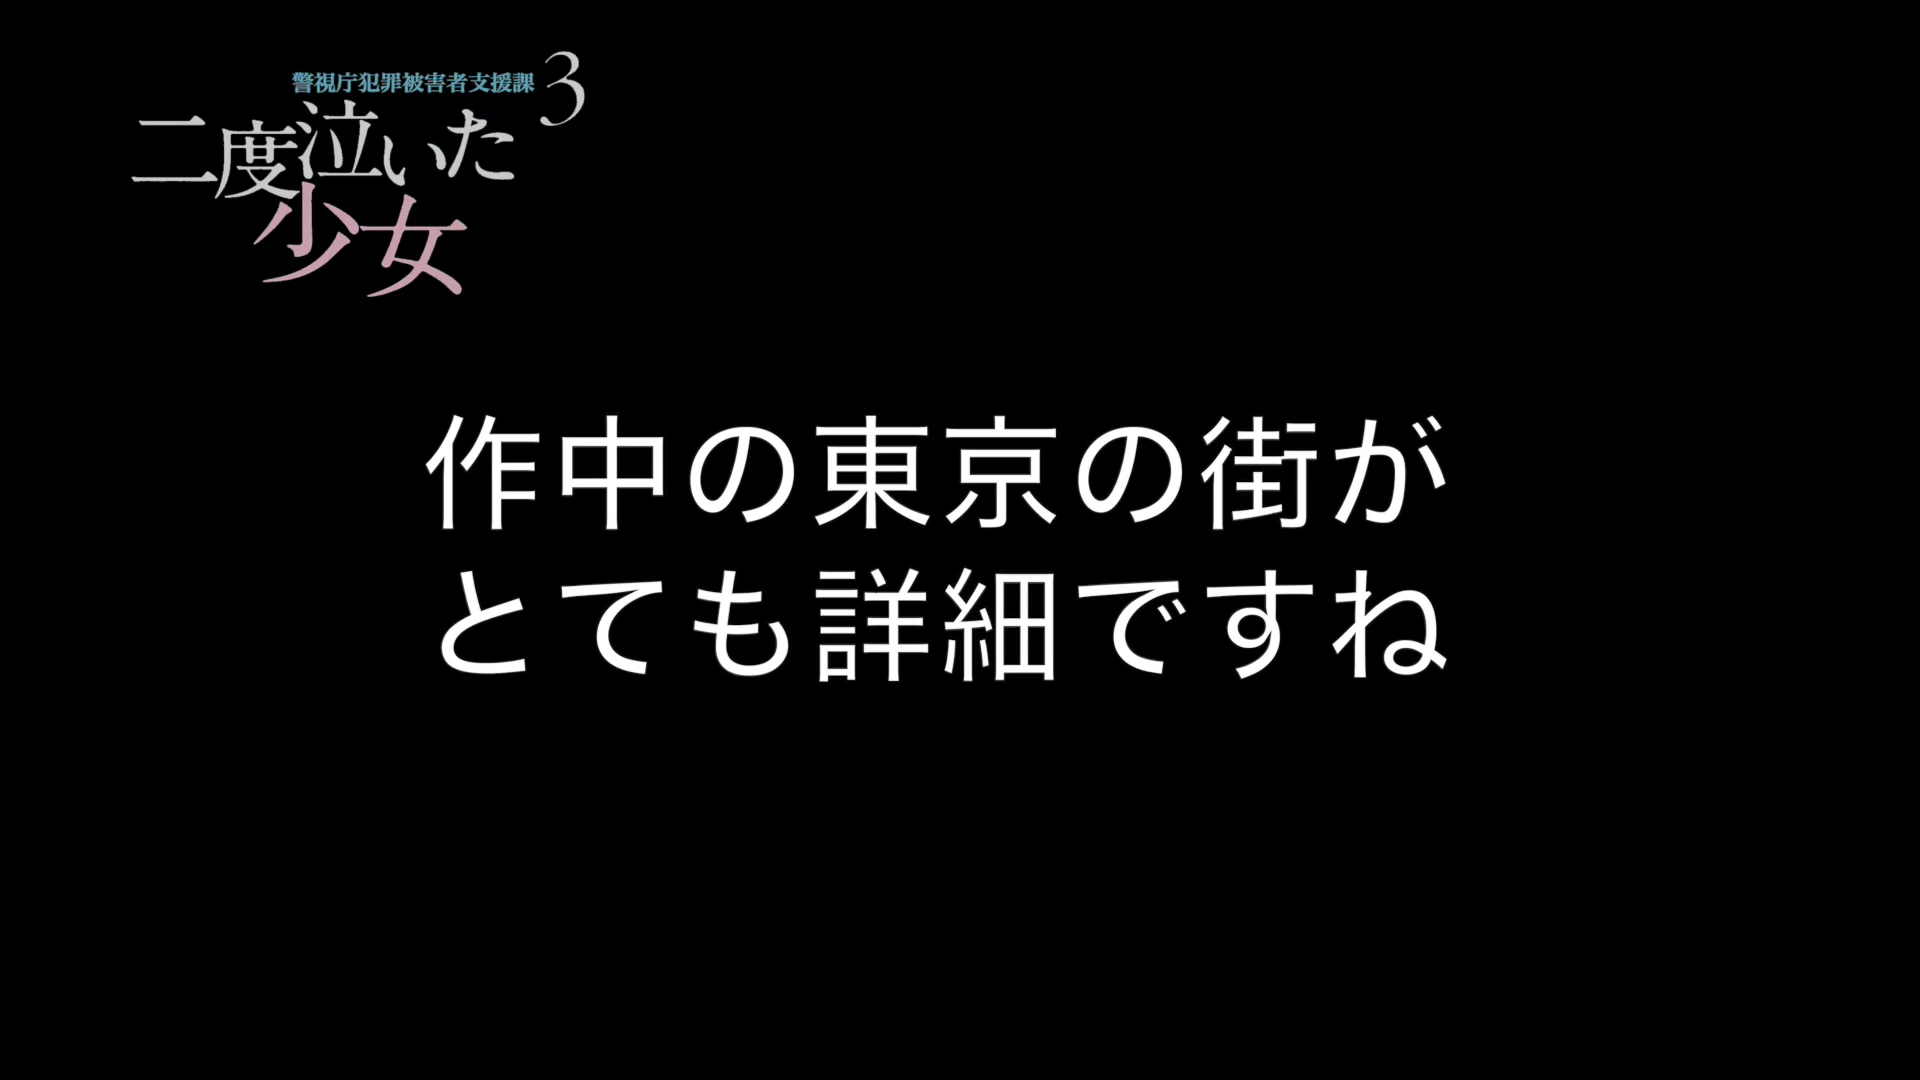 警視庁犯罪被害者支援課3
二度泣いた
少女
作中の東京の街が
とても詳細ですね